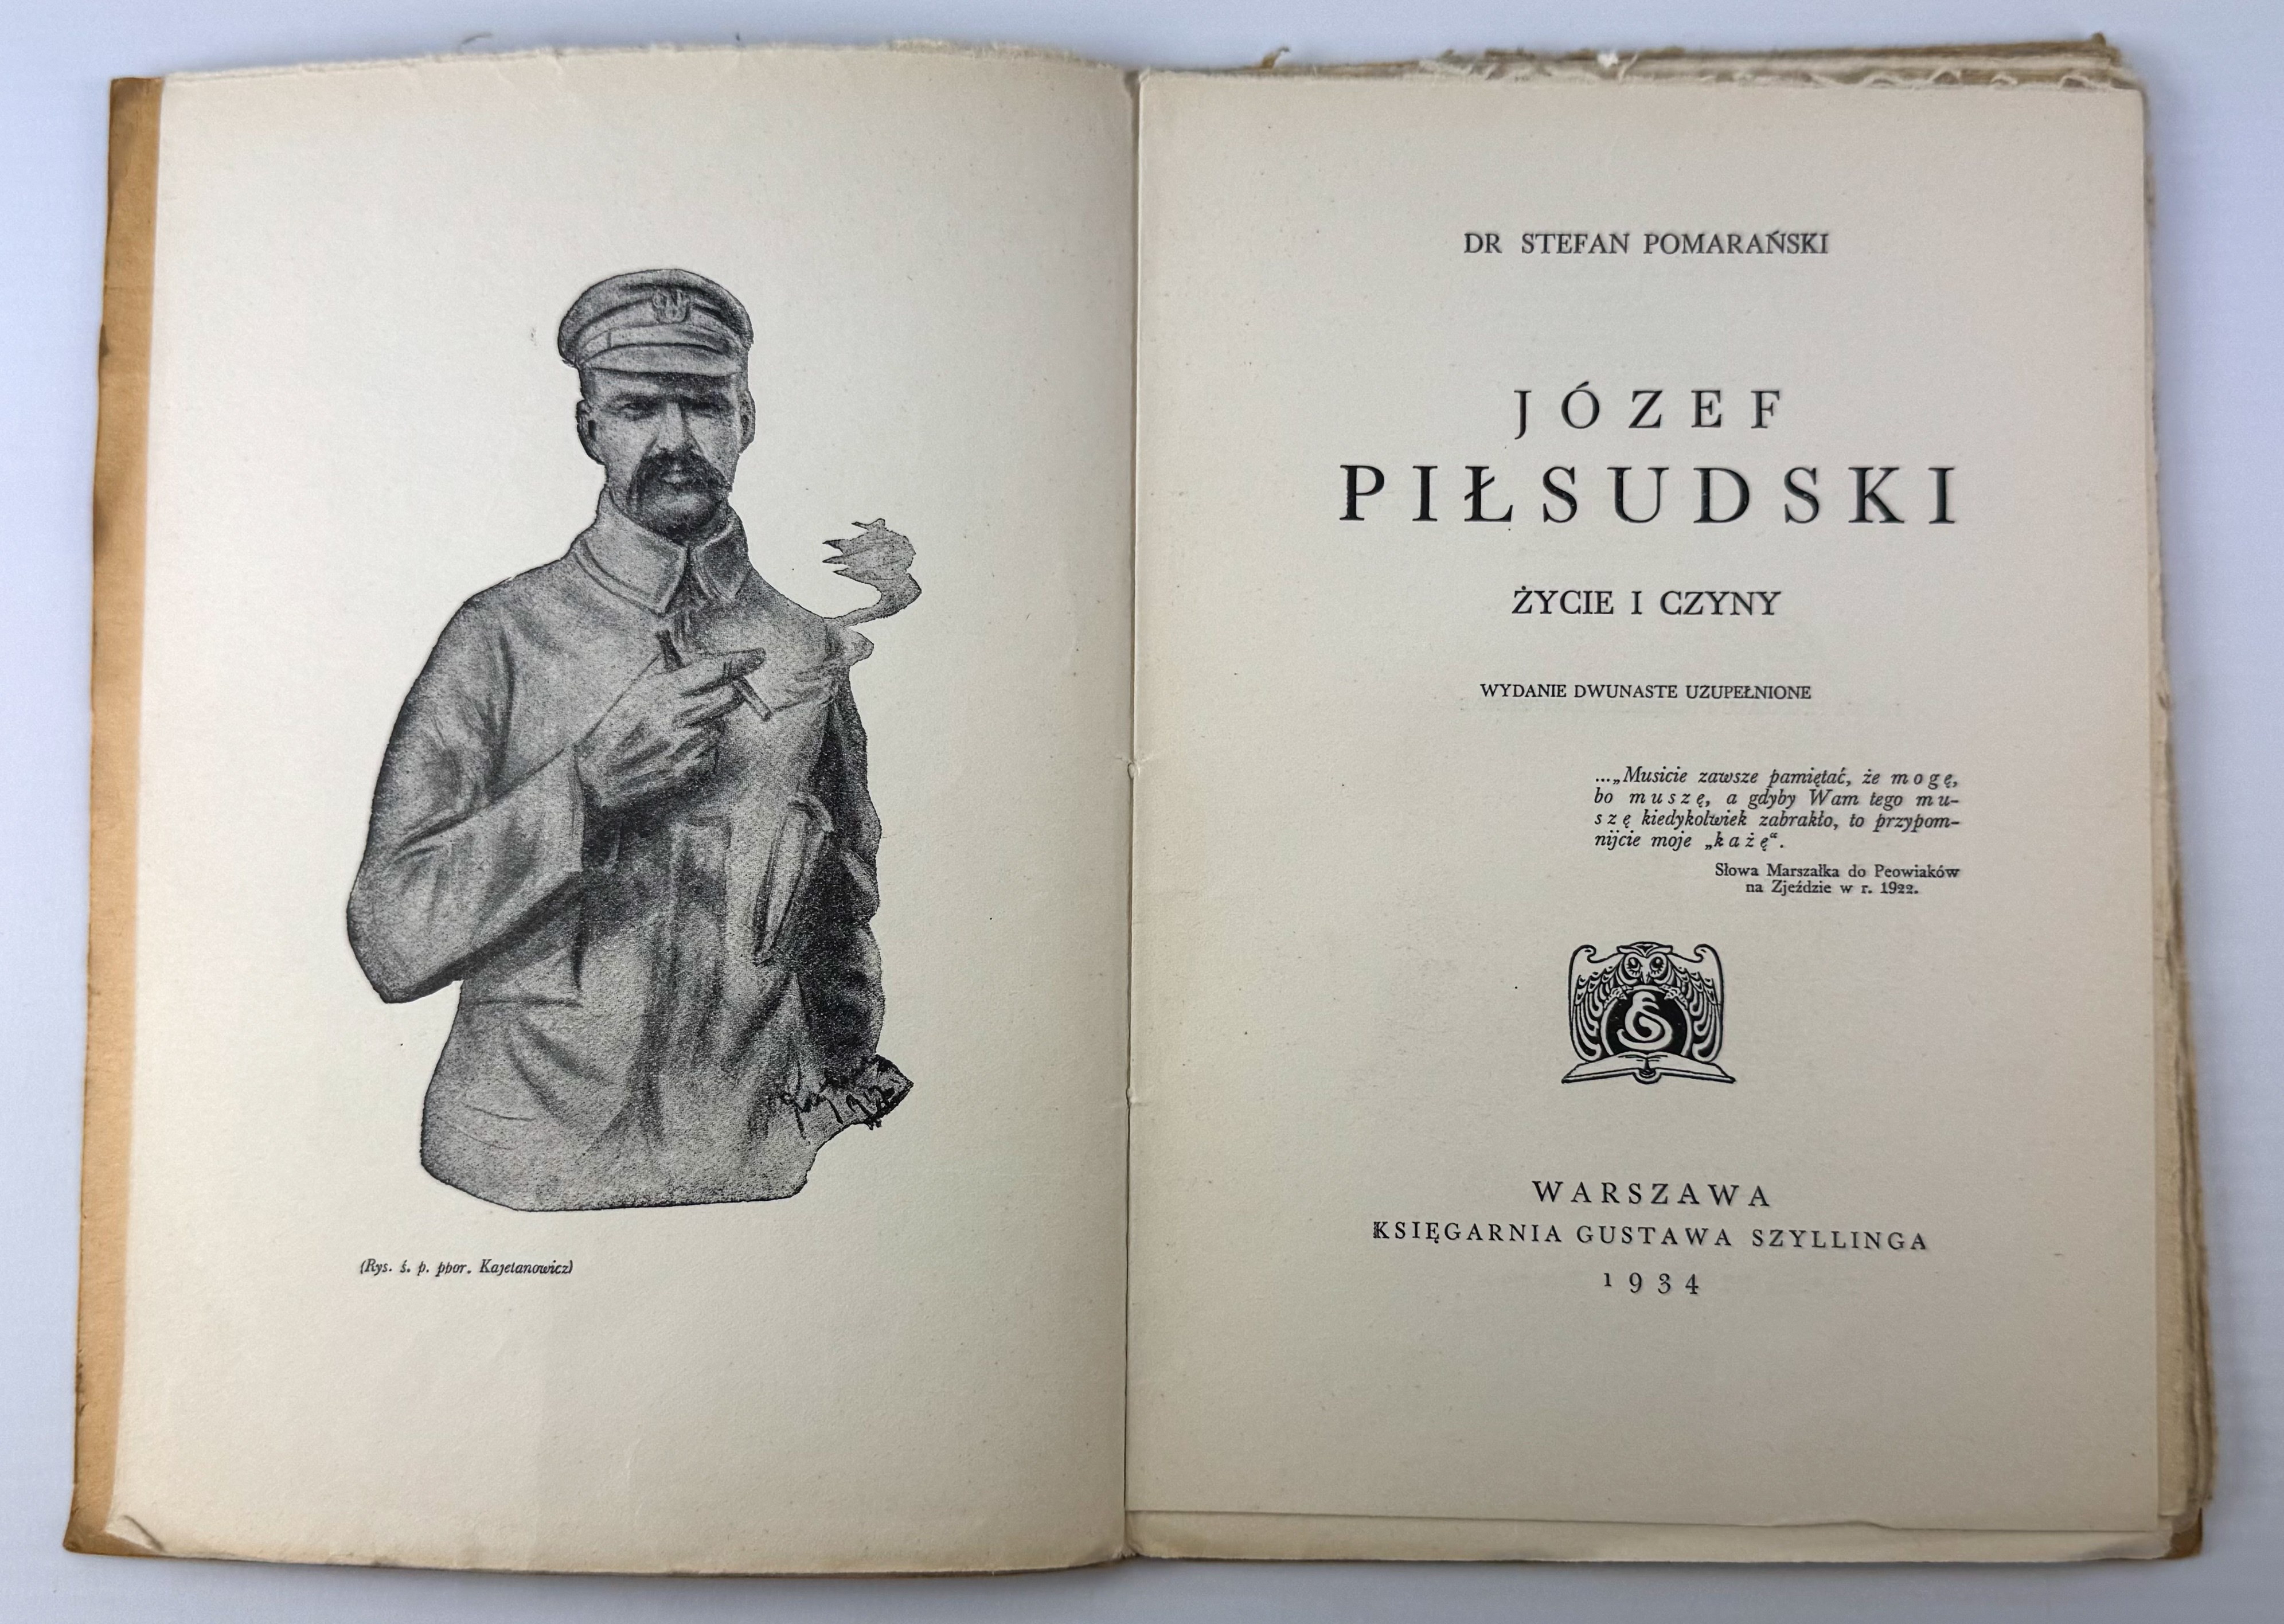 (Rys. ś. p. ppor. Kajetanowicz)
DR STEFAN POMARAŃSKI
JÓZEF
PIŁSUDSKI
ŻYCIE I CZYNY
WYDANIE DWUNASTE UZUPEŁNIONE
...„Musicie zawsze pamiętać, że mogę,
bo muszę, a gdyby Wam tego mu-
szę kiedykolwiek zabrakło, to przypom-
nijcie moje „każę“.
Słowa Marszałka do Peowiaków
na Zjeździe w r. 1922.
WARSZAWA
KSIĘGARNIA GUSTAWA SZYLLINGA
1934